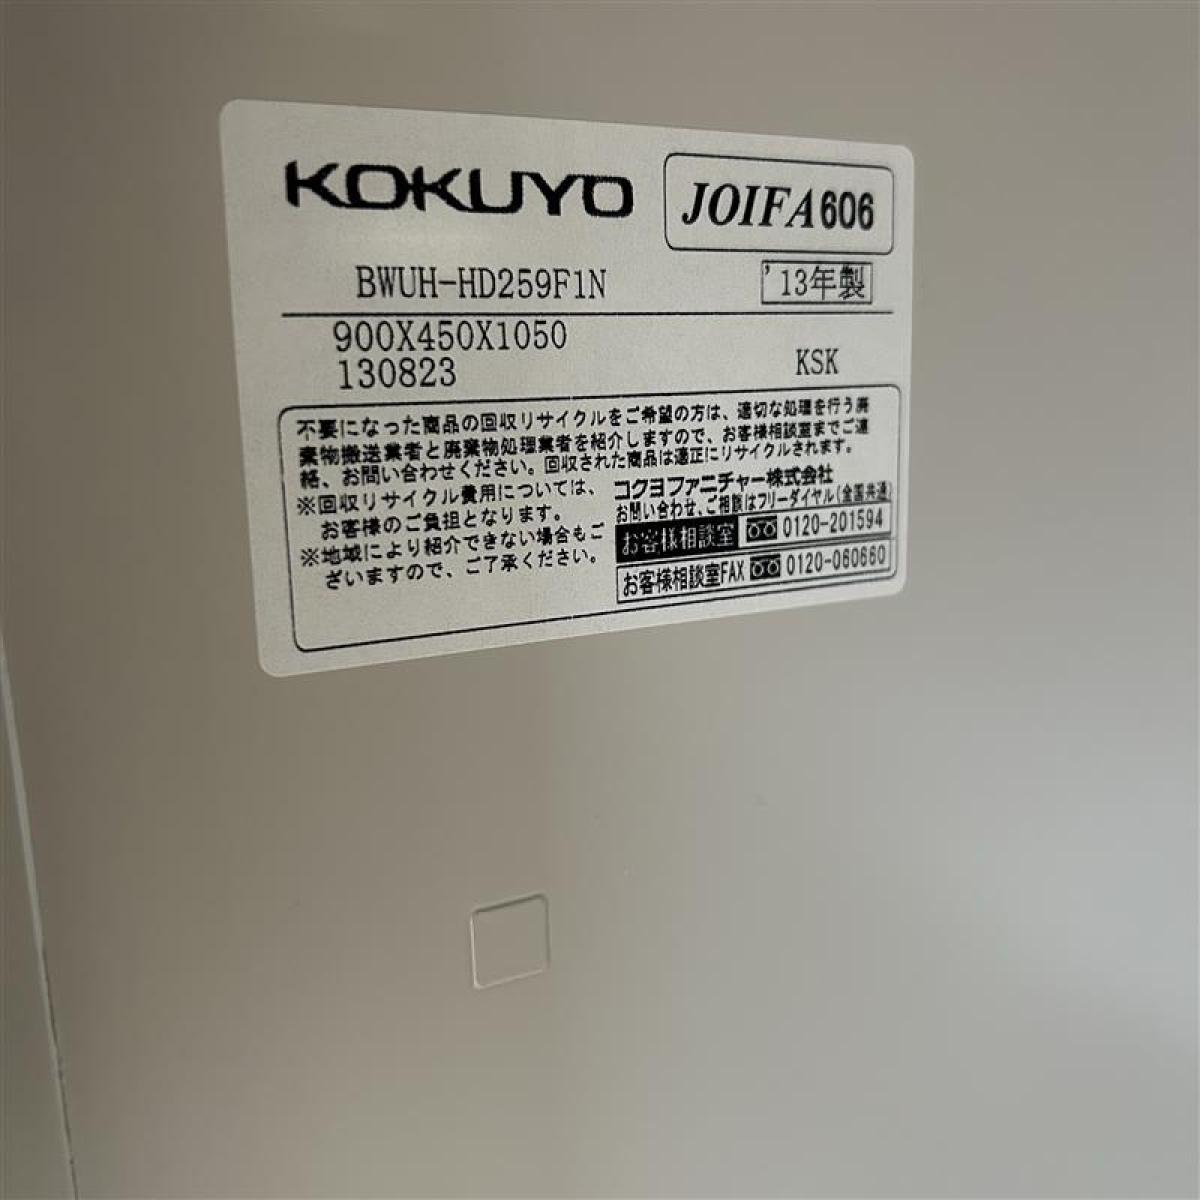 KOKUYO
JOIFA606
BWUH-HD259F1N
'13年製
900X450X1050
130823
KSK
不要になった商品の回収リサイクルをご希望の方は、適切な処理を行う廃
棄物搬送業者と廃棄物処理業者を紹介しますので、お客様相談室までご連
絡、お問い合わせください。回収された商品は適正にリサイクルされます。
※回収リサイクル費用については、
お客様のご負担となります。
※地域により紹介できない場合もご
ざいますので、ご了承ください。
コクヨファニチャー株式会社
お問い合わせ、ご相談はフリーダイヤル(全国共通)
お客様相談室 0120-201594
お客様相談室FAX 0120-060660